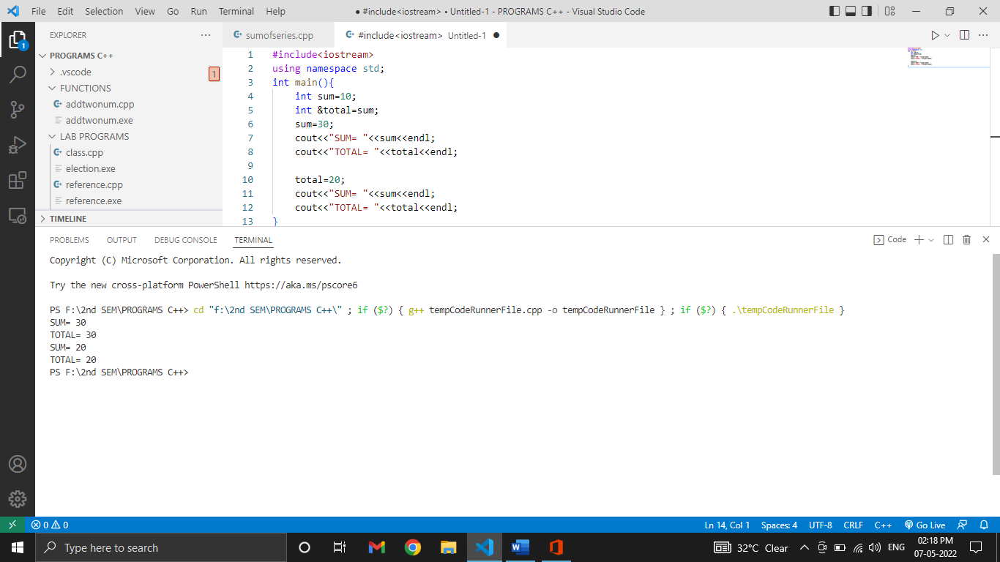 File Edit Selection View Go Run Terminal Help ● #include<iostream> • Untitled-1 - PROGRAMS C++ - Visual Studio Code
EXPLORER
1
PROGRAMS C++
.vscode
1
FUNCTIONS
addtwonum.cpp
addtwonum.exe
LAB PROGRAMS
class.cpp
election.exe
reference.cpp
reference.exe
TIMELINE
sumofseries.cpp #include<iostream> Untitled-1 ●
1 #include<iostream>
2 using namespace std;
3 int main(){
4     int sum=10;
5     int &total=sum;
6     sum=30;
7     cout<<"SUM= "<<sum<<endl;
8     cout<<"TOTAL= "<<total<<endl;
9
10     total=20;
11     cout<<"SUM= "<<sum<<endl;
12     cout<<"TOTAL= "<<total<<endl;
13 }
PROBLEMS OUTPUT DEBUG CONSOLE TERMINAL Code
Copyright (C) Microsoft Corporation. All rights reserved.
Try the new cross-platform PowerShell https://aka.ms/pscore6
PS F:\2nd SEM\PROGRAMS C++> cd "f:\2nd SEM\PROGRAMS C++\" ; if ($?) { g++ tempCodeRunnerFile.cpp -o tempCodeRunnerFile } ; if ($?) { .\tempCodeRunnerFile }
SUM= 30
TOTAL= 30
SUM= 20
TOTAL= 20
PS F:\2nd SEM\PROGRAMS C++>
0 0 Ln 14, Col 1 Spaces: 4 UTF-8 CRLF C++ Go Live
Type here to search 32°C Clear ENG 02:18 PM
07-05-2022